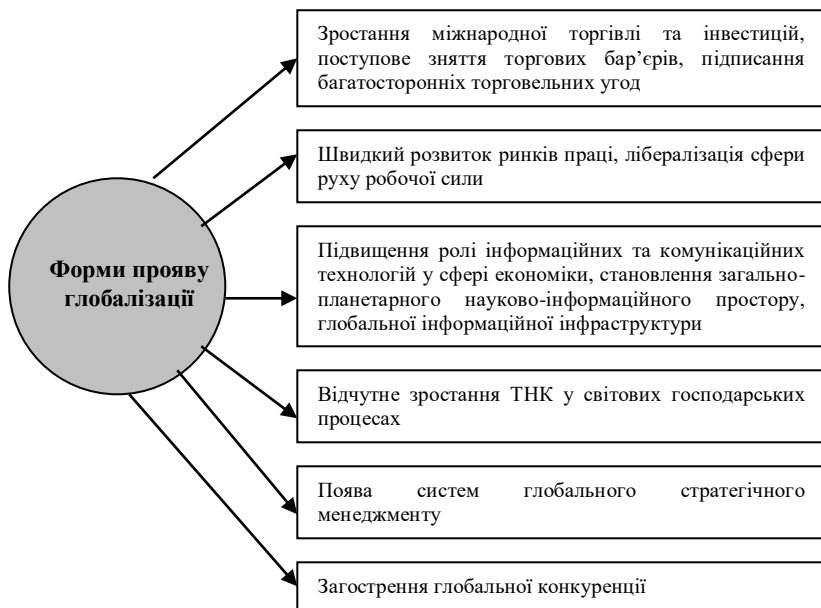 Зростання міжнародної торгівлі та інвестицій,
поступове зняття торгових бар’єрів, підписання
багатосторонніх торговельних угод
Швидкий розвиток ринків праці, лібералізація сфери
руху робочої сили
Форми прояву
глобалізації
Підвищення ролі інформаційних та комунікаційних
технологій у сфері економіки, становлення загально-
планетарного науково-інформаційного простору,
глобальної інформаційної інфраструктури
Відчутне зростання ТНК у світових господарських
процесах
Поява систем глобального стратегічного
менеджменту
Загострення глобальної конкуренції